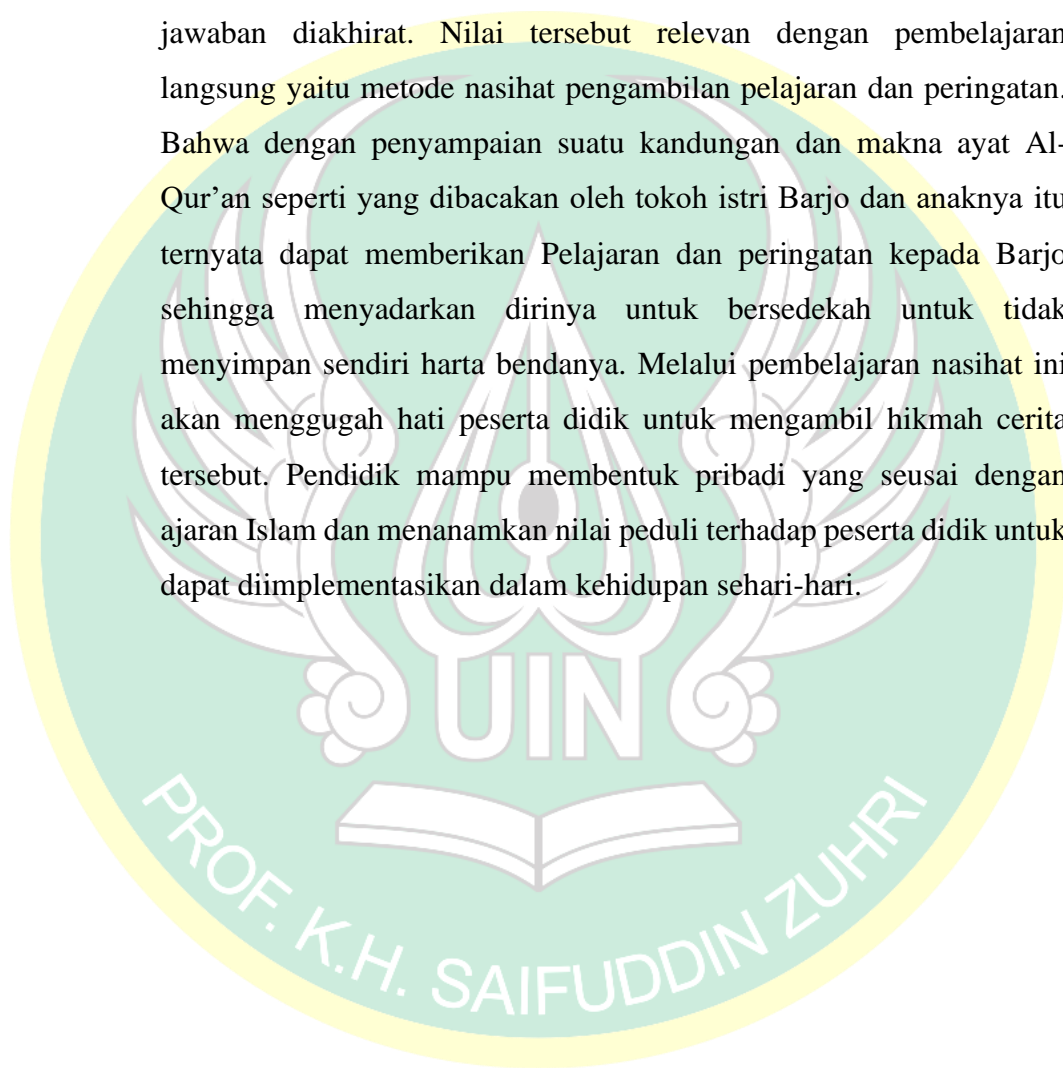 jawaban diakhirat. Nilai tersebut relevan dengan pembelajaran
langsung yaitu metode nasihat pengambilan pelajaran dan peringatan.
Bahwa dengan penyampaian suatu kandungan dan makna ayat Al-
Qur'an seperti yang dibacakan oleh tokoh istri Barjo dan anaknya itu
ternyata dapat memberikan Pelajaran dan peringatan kepada Barjo
sehingga menyadarkan dirinya untuk bersedekah untuk tidak
menyimpan sendiri harta bendanya. Melalui pembelajaran nasihat ini
akan menggugah hati peserta didik untuk mengambil hikmah cerita
tersebut. Pendidik mampu membentuk pribadi yang seusai dengan
ajaran Islam dan menanamkan nilai peduli terhadap peserta didik untuk
dapat diimplementasikan dalam kehidupan sehari-hari.
UIN
PROF. K.H. SAIFUDDIN ZUHRI